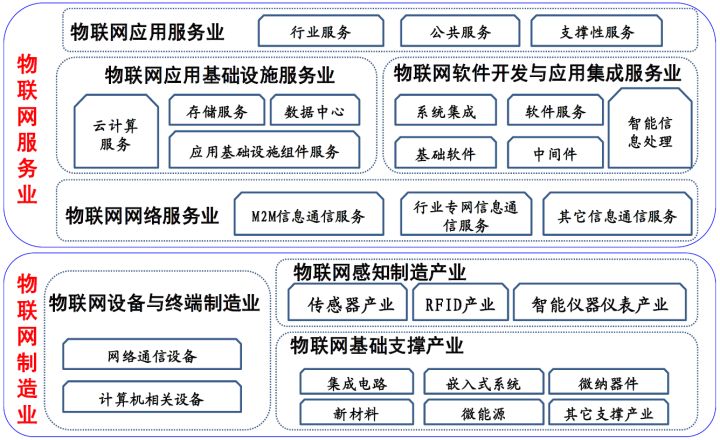 物联网服务业
物联网应用服务业
行业服务
公共服务
支撑性服务
物联网应用基础设施服务业
云计算
服务
存储服务
数据中心
应用基础设施组件服务
物联网软件开发与应用集成服务业
系统集成
软件服务
智能信
息处理
基础软件
中间件
物联网网络服务业
M2M信息通信服务
行业专网信息通
信服务
其它信息通信服务
物联网制造业
物联网设备与终端制造业
网络通信设备
计算机相关设备
物联网感知制造产业
传感器产业
RFID产业
智能仪器仪表产业
物联网基础支撑产业
集成电路
嵌入式系统
微纳器件
新材料
微能源
其它支撑产业